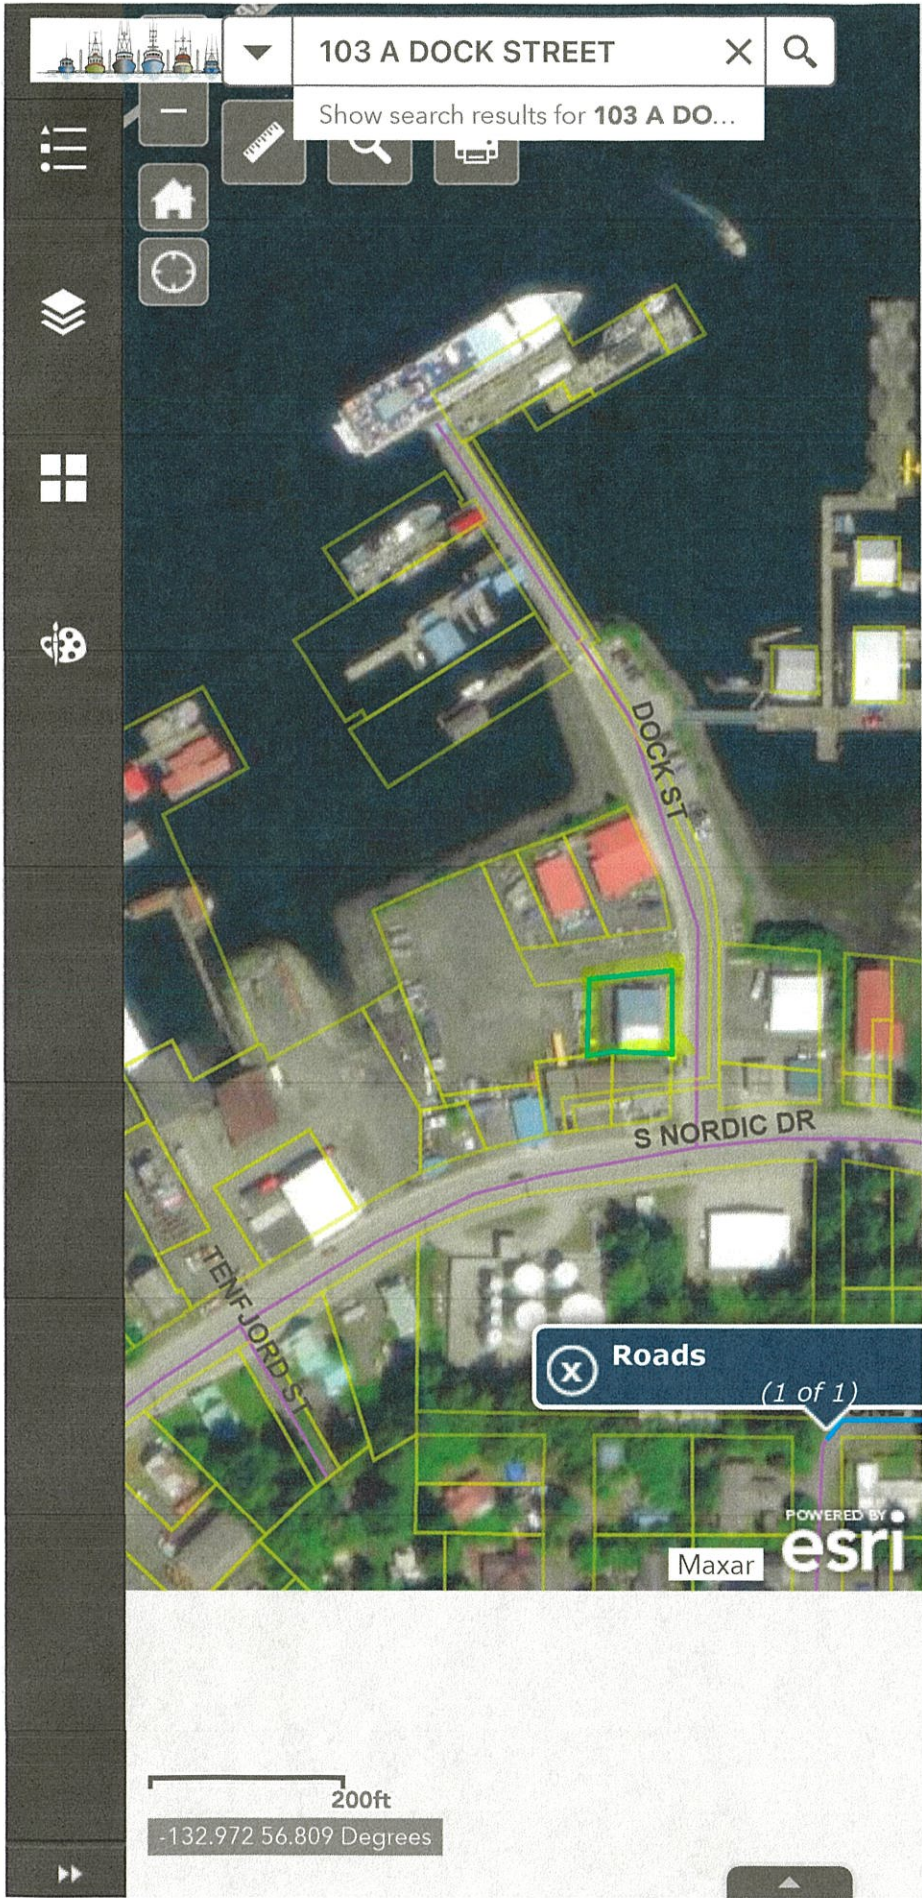 103 A DOCK STREET
Show search results for 103 A DO...
DOCK ST
S NORDIC DR
TENFJORD ST
Roads
(1 of 1)
POWERED BY
esri
Maxar
200ft
-132.972 56.809 Degrees